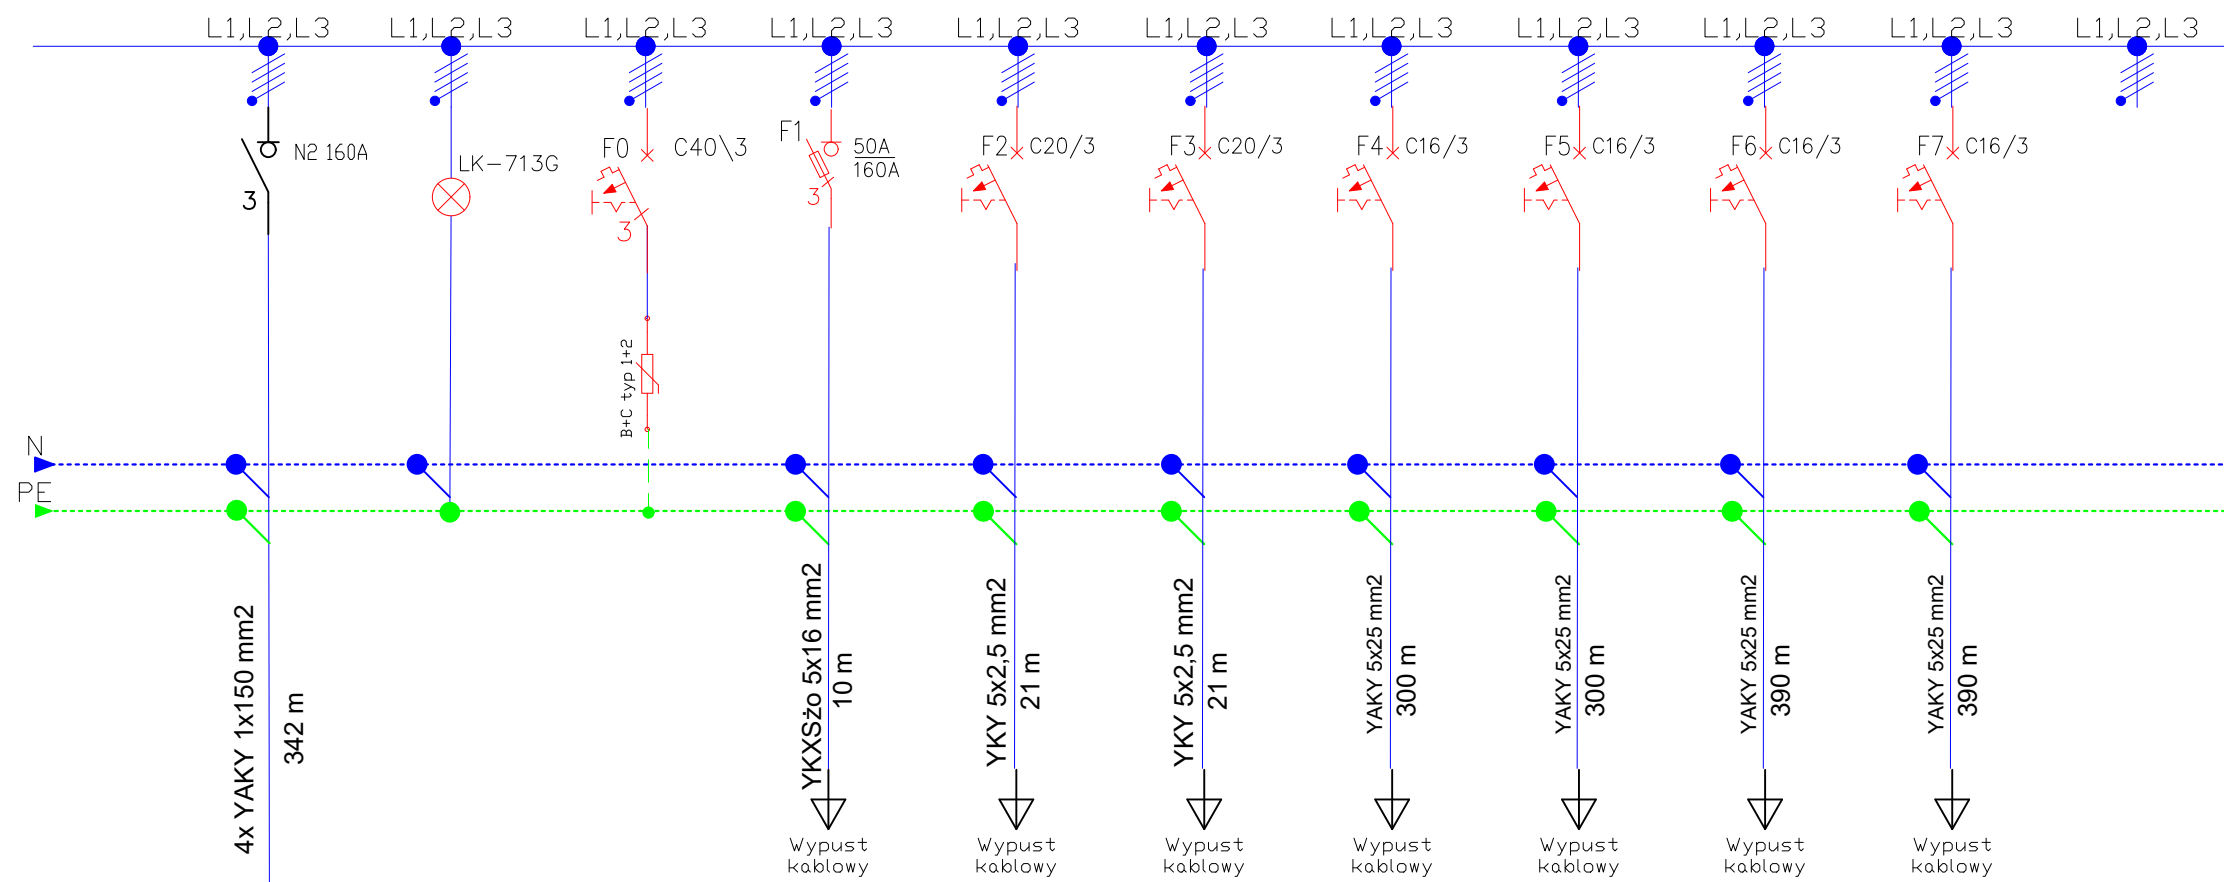 L1,L2,L3
L1,L2,L3
L1,L2,L3
L1,L2,L3
L1,L2,L3
L1,L2,L3
L1,L2,L3
L1,L2,L3
L1,L2,L3
L1,L2,L3
L1,L2,L3
N2 160A
3
LK-713G
F0
C40\3
3
B+C typ 1+2
F1
50A
160A
3
F2
C20/3
F3
C20/3
F4
C16/3
F5
C16/3
F6
C16/3
F7
C16/3
N
PE
4x YAKY 1x150 mm2
342 m
YKXSżo 5x16 mm2
10 m
YKY 5x2,5 mm2
21 m
YKY 5x2,5 mm2
21 m
YAKY 5x25 mm2
300 m
YAKY 5x25 mm2
300 m
YAKY 5x25 mm2
390 m
YAKY 5x25 mm2
390 m
Wypust
kablowy
Wypust
kablowy
Wypust
kablowy
Wypust
kablowy
Wypust
kablowy
Wypust
kablowy
Wypust
kablowy